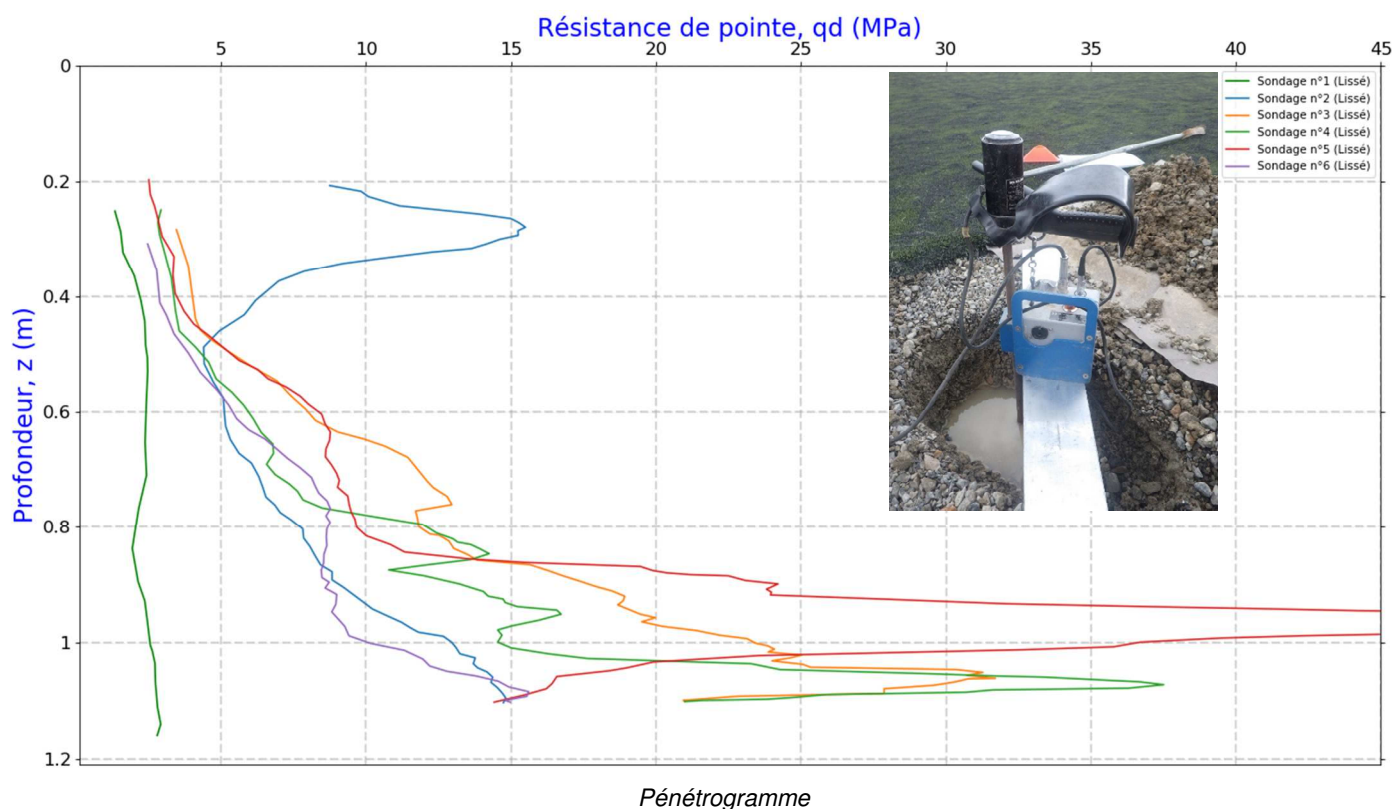 Résistance de pointe, qd (MPa)
5 10 15 20 25 30 35 40 45
0
0.2
0.4
0.6
0.8
1
1.2
Profondeur, z (m)
Sondage n°1 (Lissé)
Sondage n°2 (Lissé)
Sondage n°3 (Lissé)
Sondage n°4 (Lissé)
Sondage n°5 (Lissé)
Sondage n°6 (Lissé)
Pénétrogramme